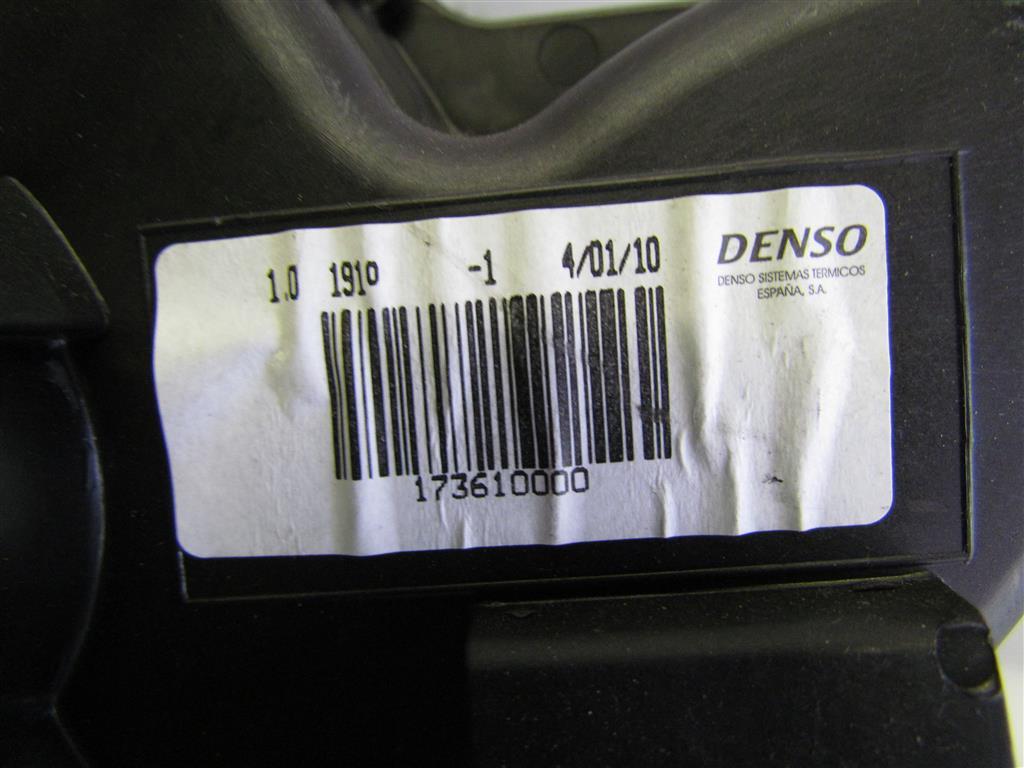 1.0 191º -1 4/01/10
DENSO
DENSO SISTEMAS TERMICOS
ESPAÑA, S.A.
173610000